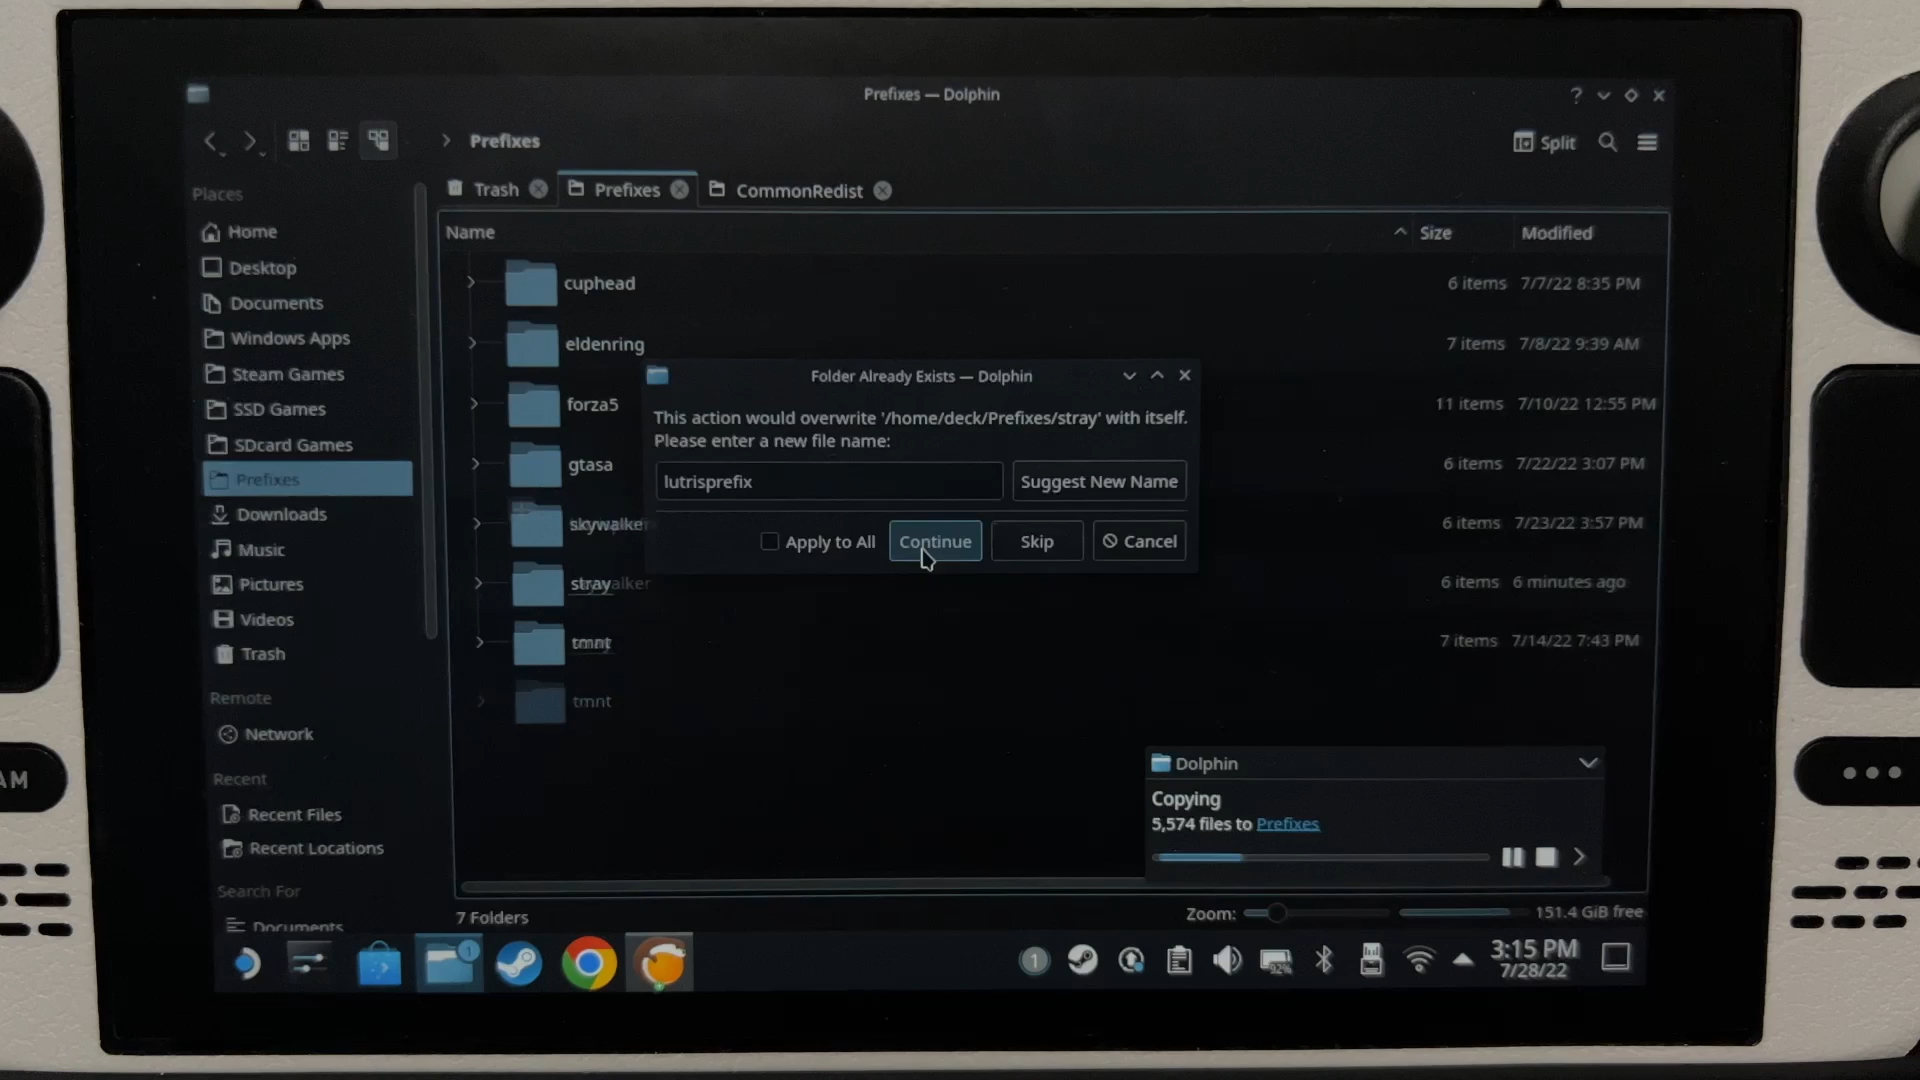 Prefixes — Dolphin
Prefixes
Split
Places
Trash
Prefixes
CommonRedist
Home
Desktop
Documents
Windows Apps
Steam Games
SSD Games
SDcard Games
Prefixes
Downloads
Music
Pictures
Videos
Trash
Remote
Network
Recent
Recent Files
Recent Locations
Search For
Documents
Name
Size
Modified
cuphead
6 items
7/7/22 8:35 PM
eldenring
7 items
7/8/22 9:39 AM
forza5
11 items
7/10/22 12:55 PM
gtasa
6 items
7/22/22 3:07 PM
skywalker
6 items
7/23/22 3:57 PM
stray
6 items
6 minutes ago
tmnt
7 items
7/14/22 7:43 PM
tmnt
Folder Already Exists — Dolphin
This action would overwrite '/home/deck/Prefixes/stray' with itself.
Please enter a new file name:
lutrisprefix
Suggest New Name
Apply to All
Continue
Skip
Cancel
Dolphin
Copying
5,574 files to Prefixes
7 Folders
Zoom:
151.4 GiB free
1
1
92%
3:15 PM
7/28/22
AM